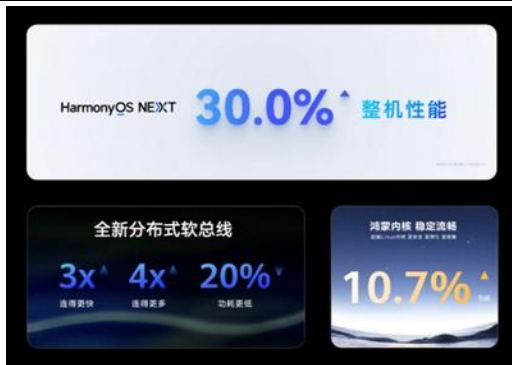 HarmonyOS NEXT 30.0% 整机性能
全新分布式软总线
3x 4x 20%
连得更快 连得更多 功耗更低
鸿蒙内核 稳定流畅
10.7%